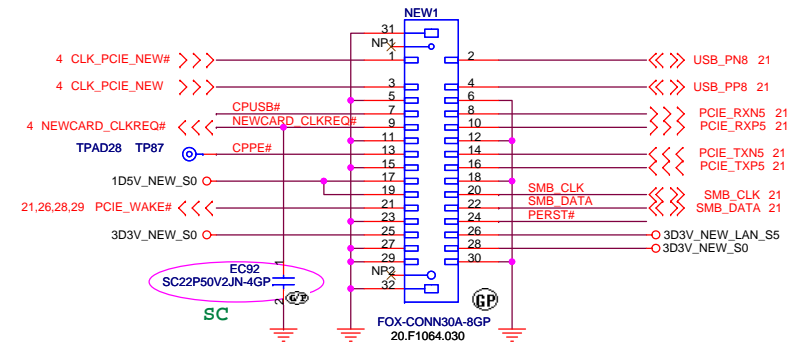 NEW1
31
NP1
4 CLK_PCIE_NEW# 1 2 USB_PN8 21
4 CLK_PCIE_NEW 3 4 USB_PP8 21
5 6
CPUSB# 7 8 PCIE_RXN5 21
4 NEWCARD_CLKREQ# NEWCARD_CLKREQ# 9 10 PCIE_RXP5 21
11 12
TPAD28 TP87 CPPE# 13 14 PCIE_TXN5 21
15 16 PCIE_TXP5 21
1D5V_NEW_S0 17 18
19 20 SMB_CLK SMB_CLK 21
21,26,28,29 PCIE_WAKE# 21 22 SMB_DATA SMB_DATA 21
23 24 PERST#
3D3V_NEW_S0 25 26 3D3V_NEW_LAN_S5
27 28 3D3V_NEW_S0
29 30
1
EC92
NP2
SC22P50V2JN-4GP
32
2 G/P
GP
SC
FOX-CONN30A-8GP
20.F1064.030